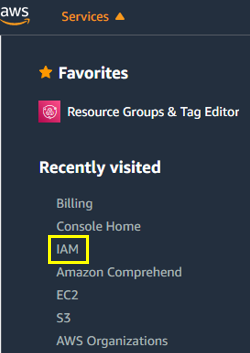 aws
Services
Favorites
Resource Groups & Tag Editor
Recently visited
Billing
Console Home
IAM
Amazon Comprehend
EC2
S3
AWS Organizations